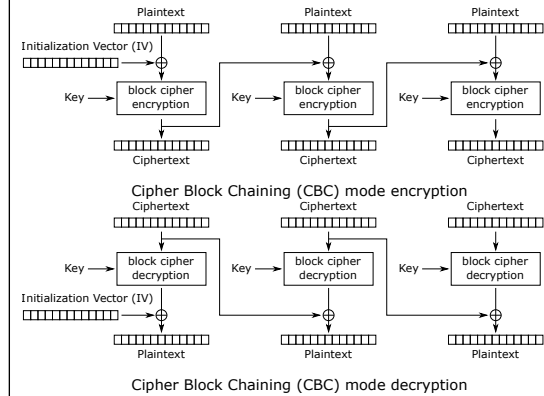 Plaintext Plaintext Plaintext
Initialization Vector (IV)
Key block cipher encryption Key block cipher encryption Key block cipher encryption
Ciphertext Ciphertext Ciphertext
Cipher Block Chaining (CBC) mode encryption
Ciphertext Ciphertext Ciphertext
Key block cipher decryption Key block cipher decryption Key block cipher decryption
Initialization Vector (IV)
Plaintext Plaintext Plaintext
Cipher Block Chaining (CBC) mode decryption